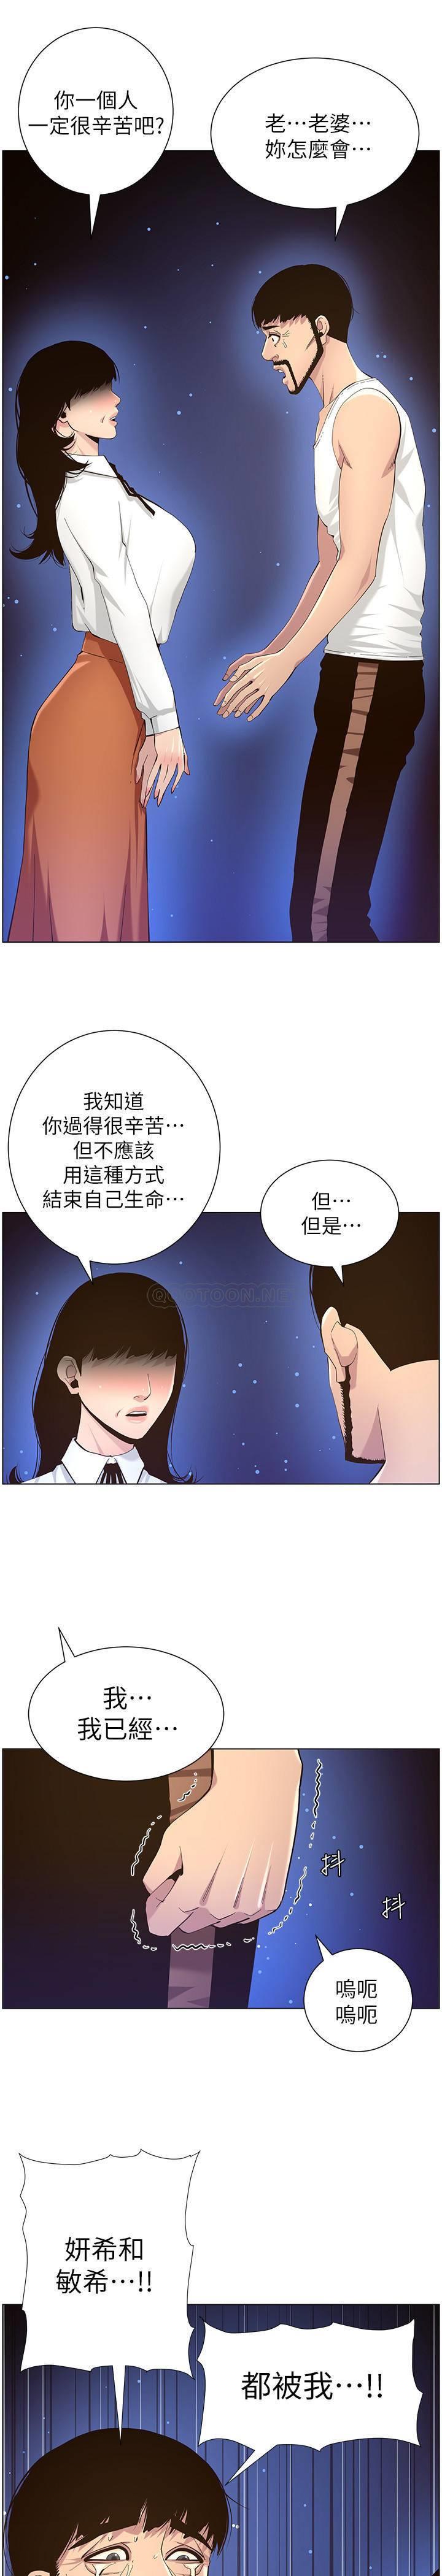 你一個人
一定很辛苦吧?
老⋯老婆⋯
妳怎麼會⋯
我知道
你過得很辛苦⋯
但不應該
用這種方式
結束自己生命⋯
但⋯
但是⋯
我⋯
我已經⋯
抖
抖
嗚呃
嗚呃
妍希和
敏希⋯!!
都被我⋯!!